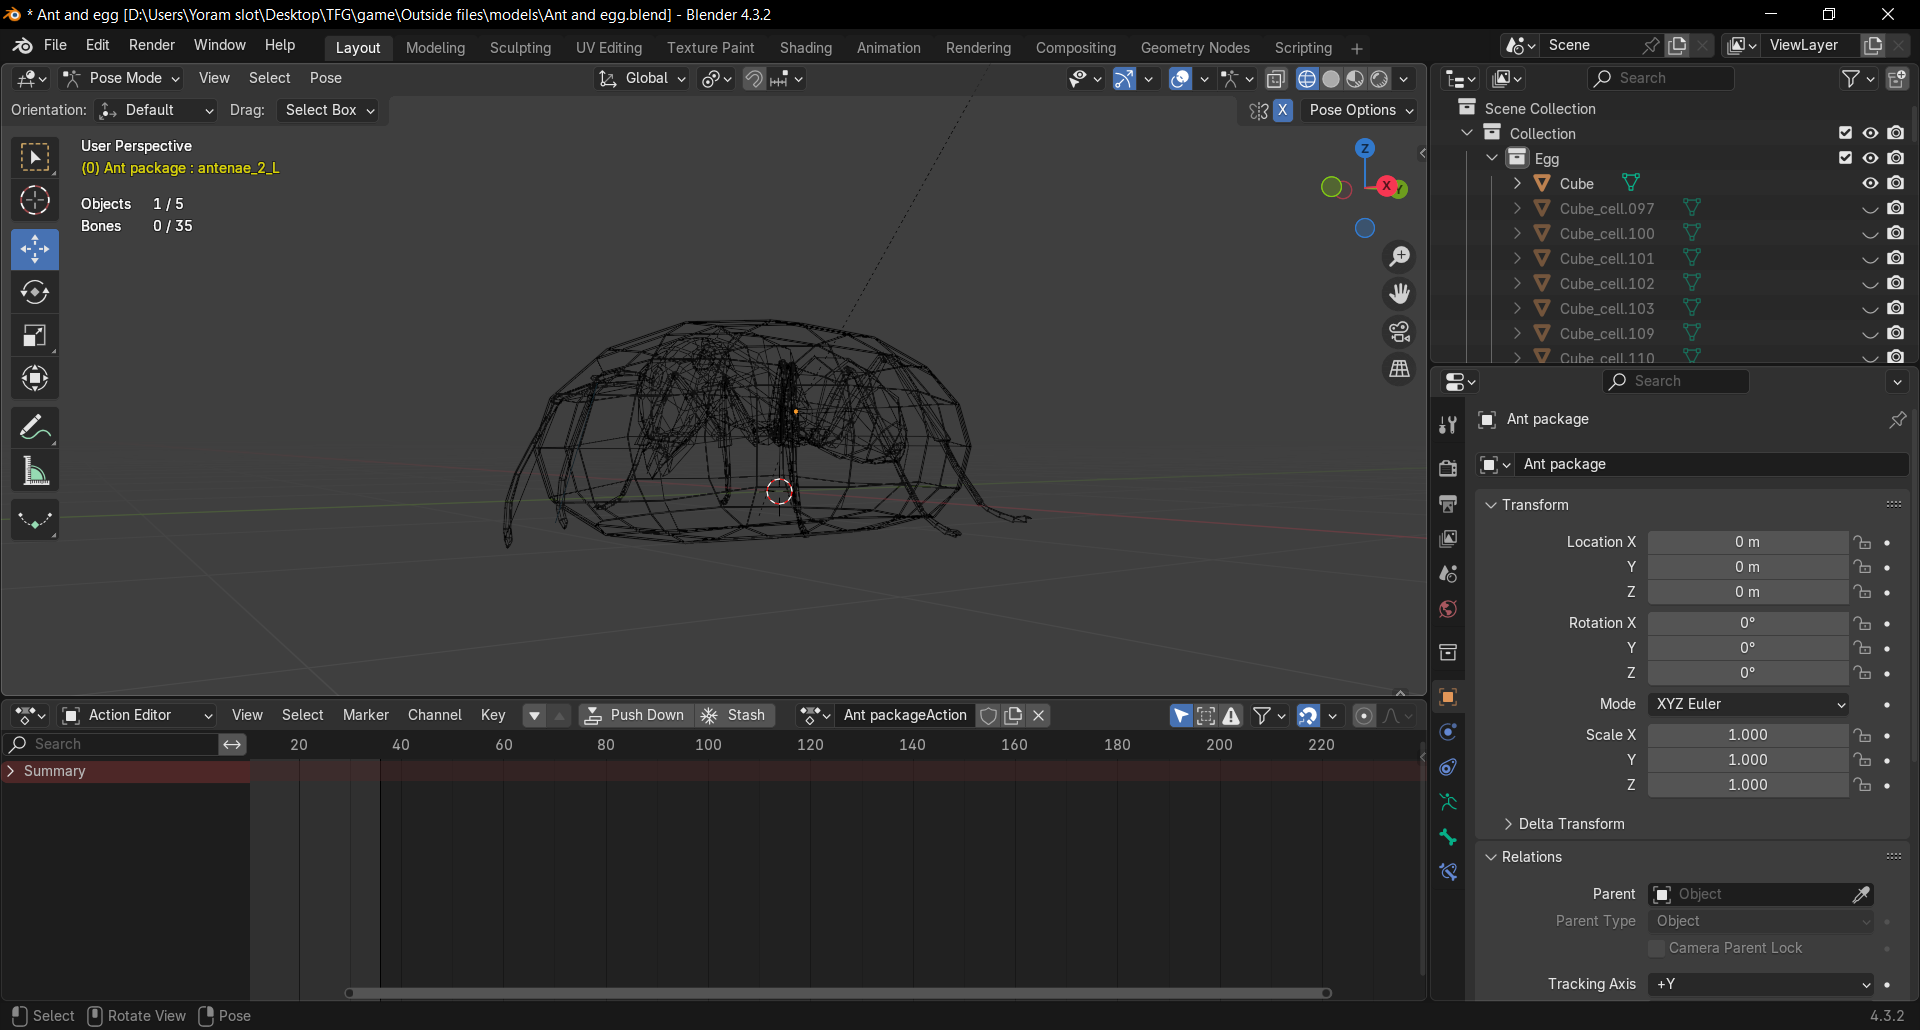 * Ant and egg [D:\Users\Yoram slot\Desktop\TFG\game\Outside files\models\Ant and egg.blend] - Blender 4.3.2
File Edit Render Window Help Layout Modeling Sculpting UV Editing Texture Paint Shading Animation Rendering Compositing Geometry Nodes Scripting + Scene ViewLayer
Pose Mode View Select Pose Global
Orientation: Default Drag: Select Box X Pose Options
User Perspective
(0) Ant package : antenae_2_L
Objects 1 / 5
Bones 0 / 35
Z
X
Y
Search
Scene Collection
Collection
Egg
Cube
Cube_cell.097
Cube_cell.100
Cube_cell.101
Cube_cell.102
Cube_cell.103
Cube_cell.109
Cube_cell.110
Search
Ant package
Ant package
Transform
Location X 0 m
Y 0 m
Z 0 m
Rotation X 0°
Y 0°
Z 0°
Mode XYZ Euler
Scale X 1.000
Y 1.000
Z 1.000
Delta Transform
Relations
Parent Object
Parent Type Object
Camera Parent Lock
Tracking Axis +Y
Action Editor View Select Marker Channel Key Push Down Stash Ant packageAction
Search 20 40 60 80 100 120 140 160 180 200 220
Summary
Select Rotate View Pose 4.3.2